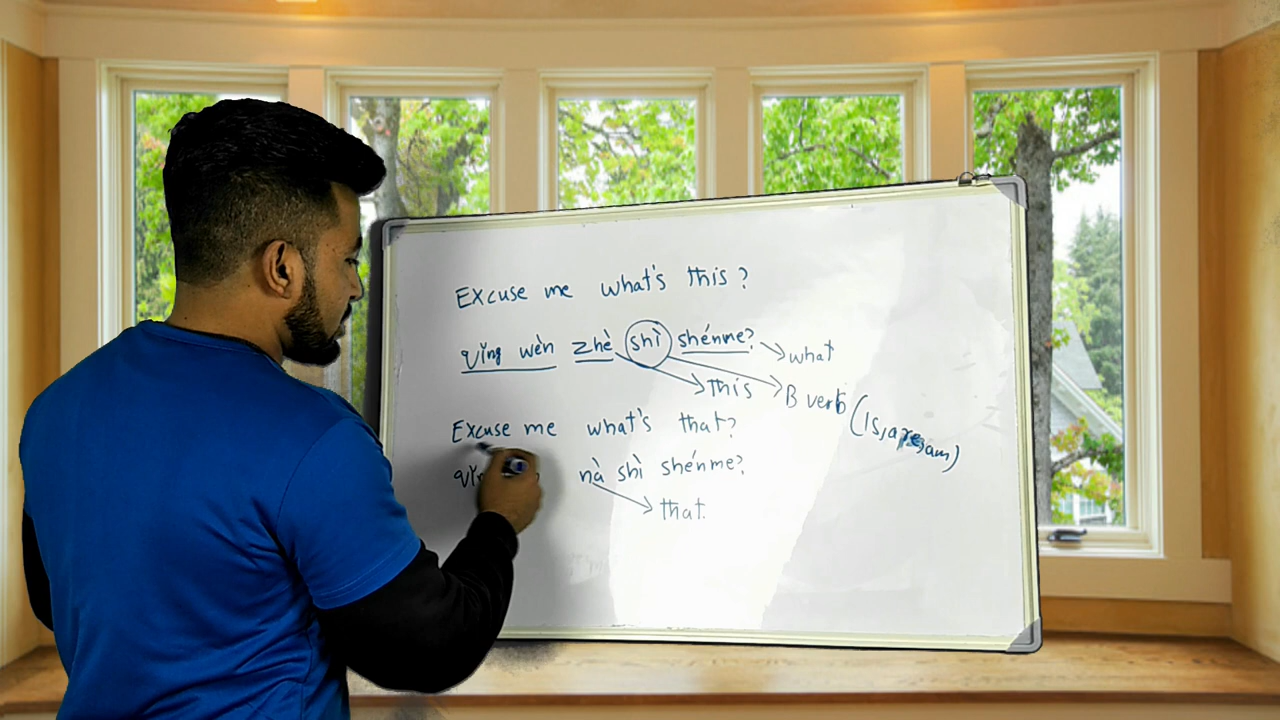 Excuse me what's this?
qǐng wèn zhè shì shénme?
what
this
B verb (is, are, am)
Excuse me what's that?
nà shì shénme?
that.